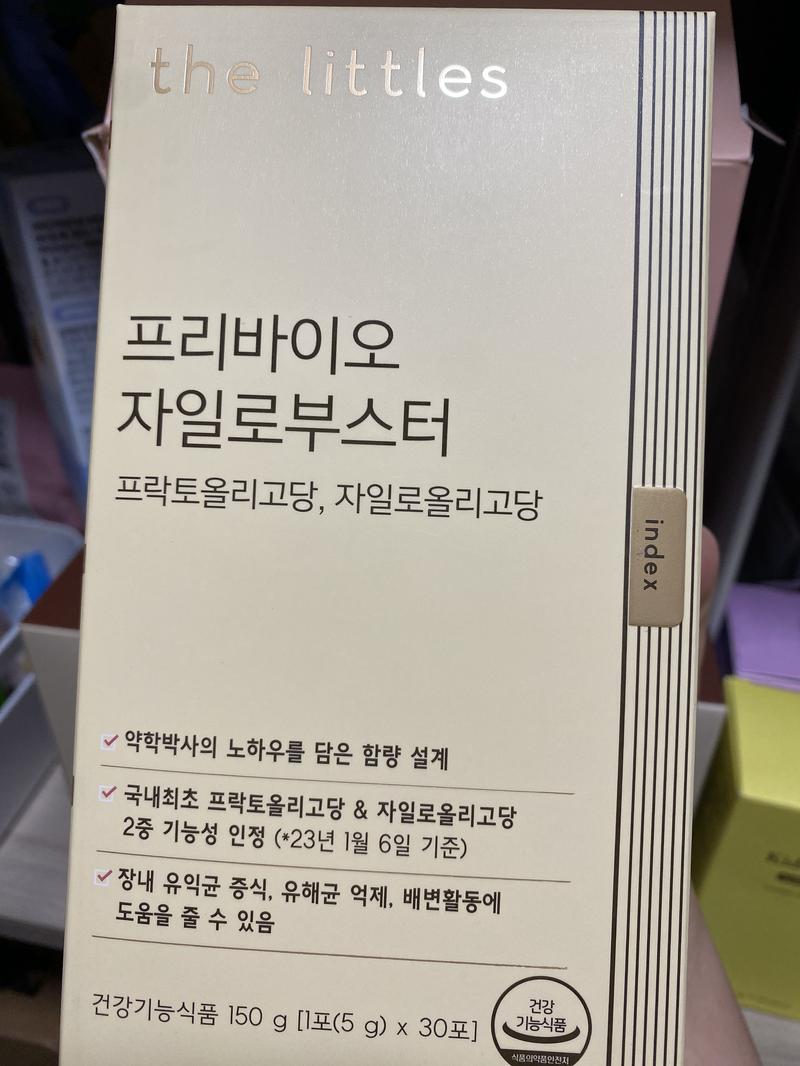 the littles
프리바이오
자일로부스터
프락토올리고당, 자일로올리고당
index
약학박사의 노하우를 담은 함량 설계
국내최초 프락토올리고당 & 자일로올리고당
2중 기능성 인정 (*23년 1월 6일 기준)
장내 유익균 증식, 유해균 억제, 배변활동에
도움을 줄 수 있음
건강기능식품 150 g [1포(5 g) x 30포]
건강
기능식품
식품의약품안전처